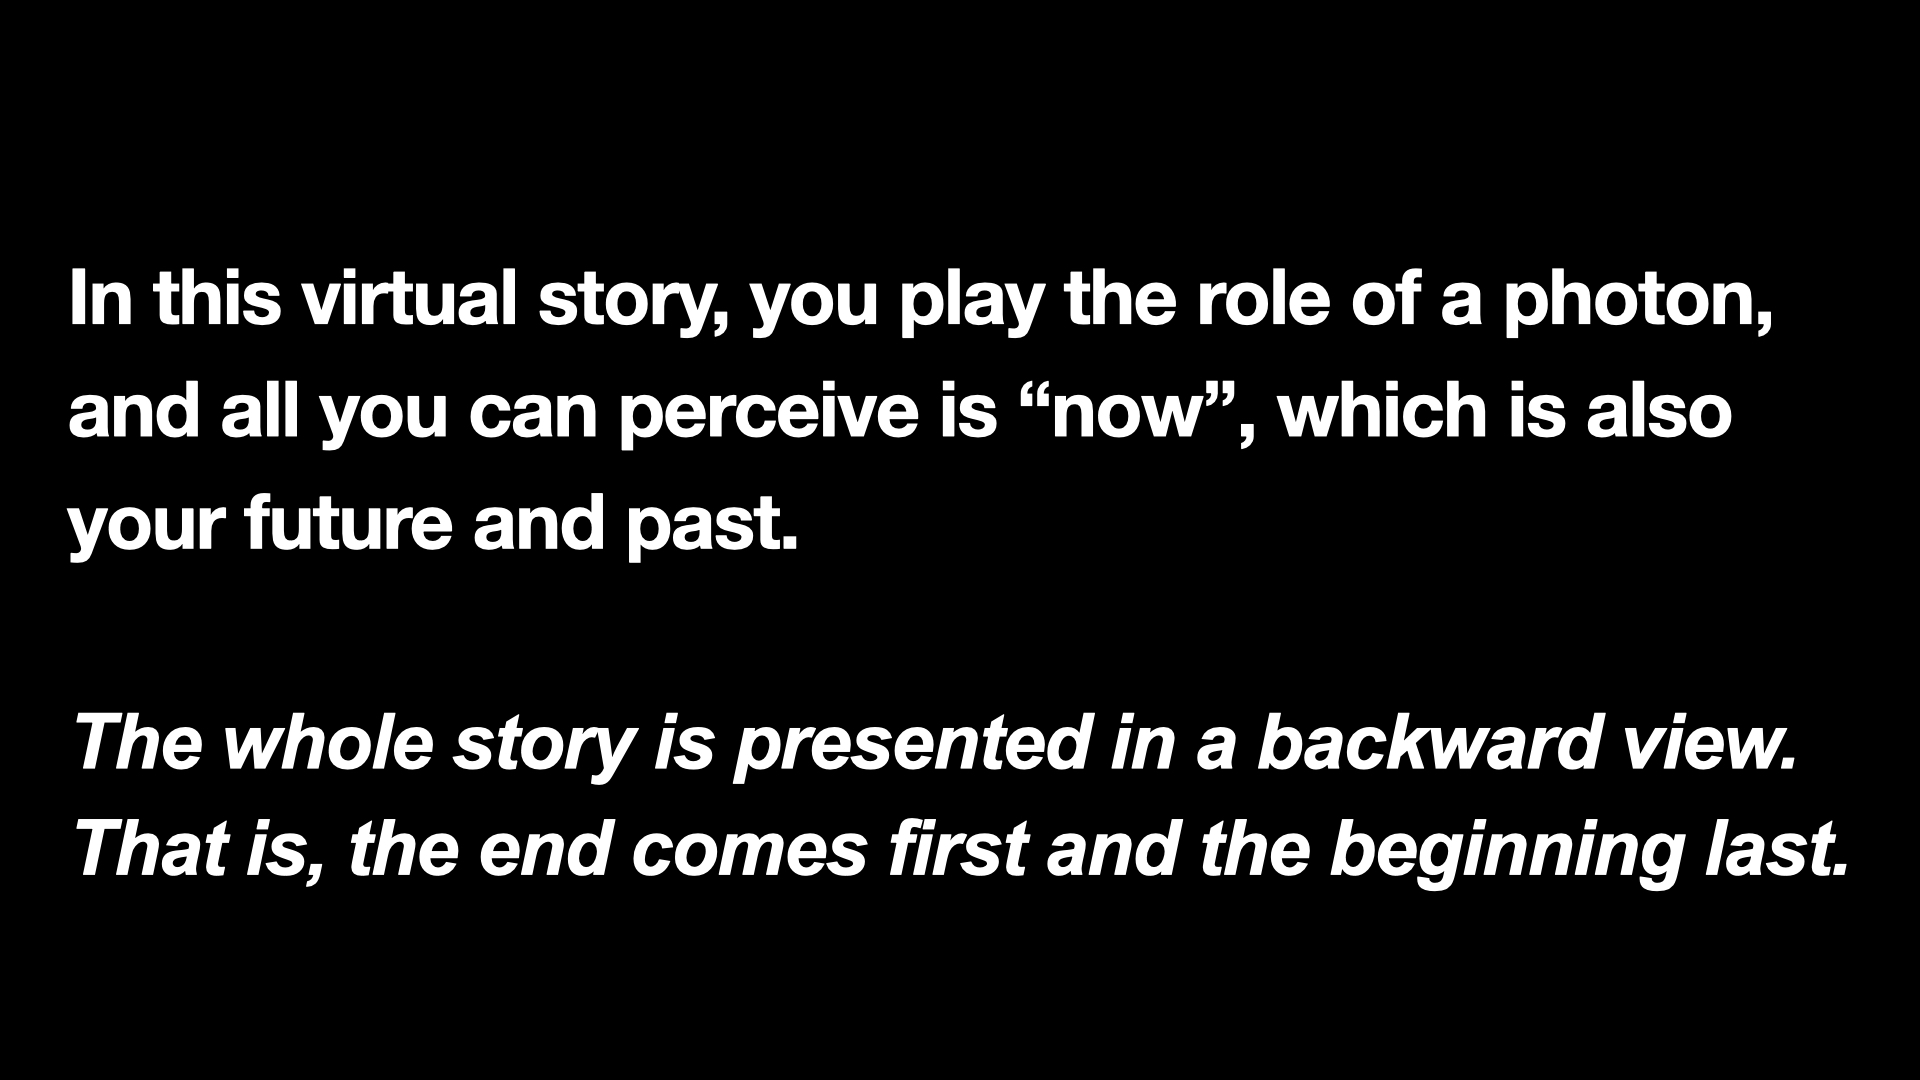 In this virtual story, you play the role of a photon,
and all you can perceive is “now”, which is also
your future and past.
The whole story is presented in a backward view.
That is, the end comes first and the beginning last.